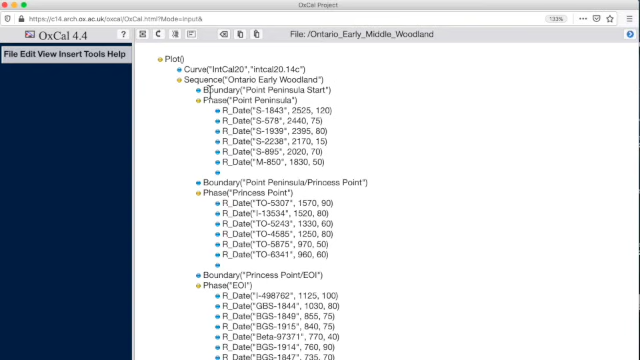 OxCal Project
https://c14.arch.ox.ac.uk/oxcal/OxCal.html?Mode=input&
133%
OxCal 4.4
?
File: /Ontario_Early_Middle_Woodland
File Edit View Insert Tools Help
Plot()
Curve("IntCal20","intcal20.14c")
Sequence("Ontario Early Woodland")
Boundary("Point Peninsula Start")
Phase("Point Peninsula")
R_Date("S-1843", 2525, 120)
R_Date("S-578", 2440, 75)
R_Date("S-1939", 2395, 80)
R_Date("S-2238", 2170, 15)
R_Date("S-895", 2020, 70)
R_Date("M-850", 1830, 50)
Boundary("Point Peninsula/Princess Point")
Phase("Princess Point")
R_Date("TO-5307", 1570, 90)
R_Date("I-13534", 1520, 80)
R_Date("TO-5243", 1330, 60)
R_Date("TO-4585", 1250, 80)
R_Date("TO-5875", 970, 50)
R_Date("TO-6341", 960, 60)
Boundary("Princess Point/EOI")
Phase("EOI")
R_Date("I-498762", 1125, 100)
R_Date("GBS-1844", 1030, 80)
R_Date("BGS-1849", 855, 75)
R_Date("BGS-1915", 840, 75)
R_Date("Beta-97371", 770, 40)
R_Date("BGS-1914", 760, 90)
R_Date("BGS-1847", 735, 70)